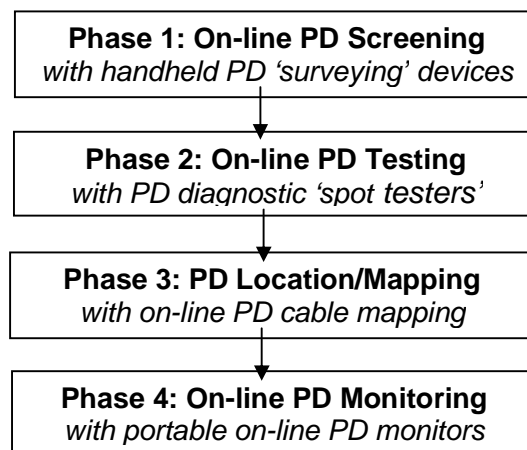 Phase 1: On-line PD Screening
with handheld PD ‘surveying’ devices
Phase 2: On-line PD Testing
with PD diagnostic ‘spot testers’
Phase 3: PD Location/Mapping
with on-line PD cable mapping
Phase 4: On-line PD Monitoring
with portable on-line PD monitors